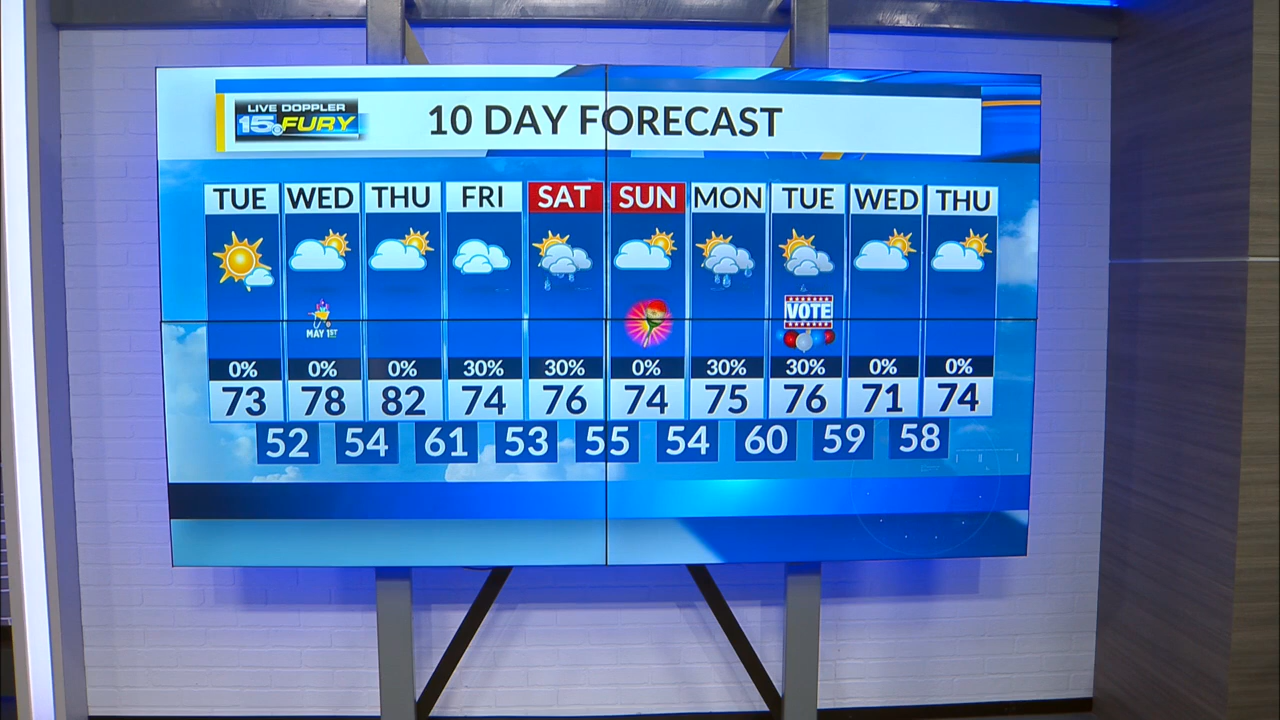 LIVE DOPPLER
15 FURY
10 DAY FORECAST
TUE WED THU FRI SAT SUN MON TUE WED THU
MAY 1ST
VOTE
0% 0% 0% 30% 30% 0% 30% 30% 0% 0%
73 78 82 74 76 74 75 76 71 74
52 54 61 53 55 54 60 59 58